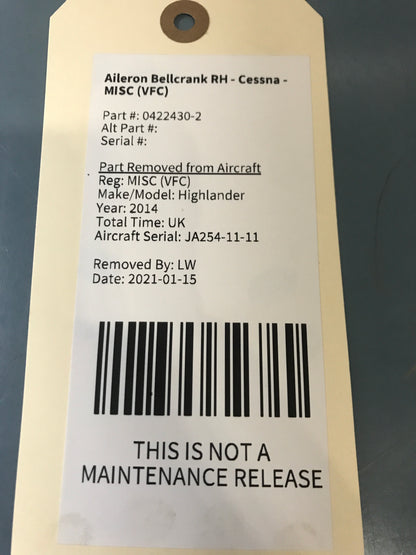 Aileron Bellcrank RH - Cessna -
MISC (VFC)
Part #: 0422430-2
Alt Part #:
Serial #:
Part Removed from Aircraft
Reg: MISC (VFC)
Make/Model: Highlander
Year: 2014
Total Time: UK
Aircraft Serial: JA254-11-11
Removed By: LW
Date: 2021-01-15
THIS IS NOT A
MAINTENANCE RELEASE